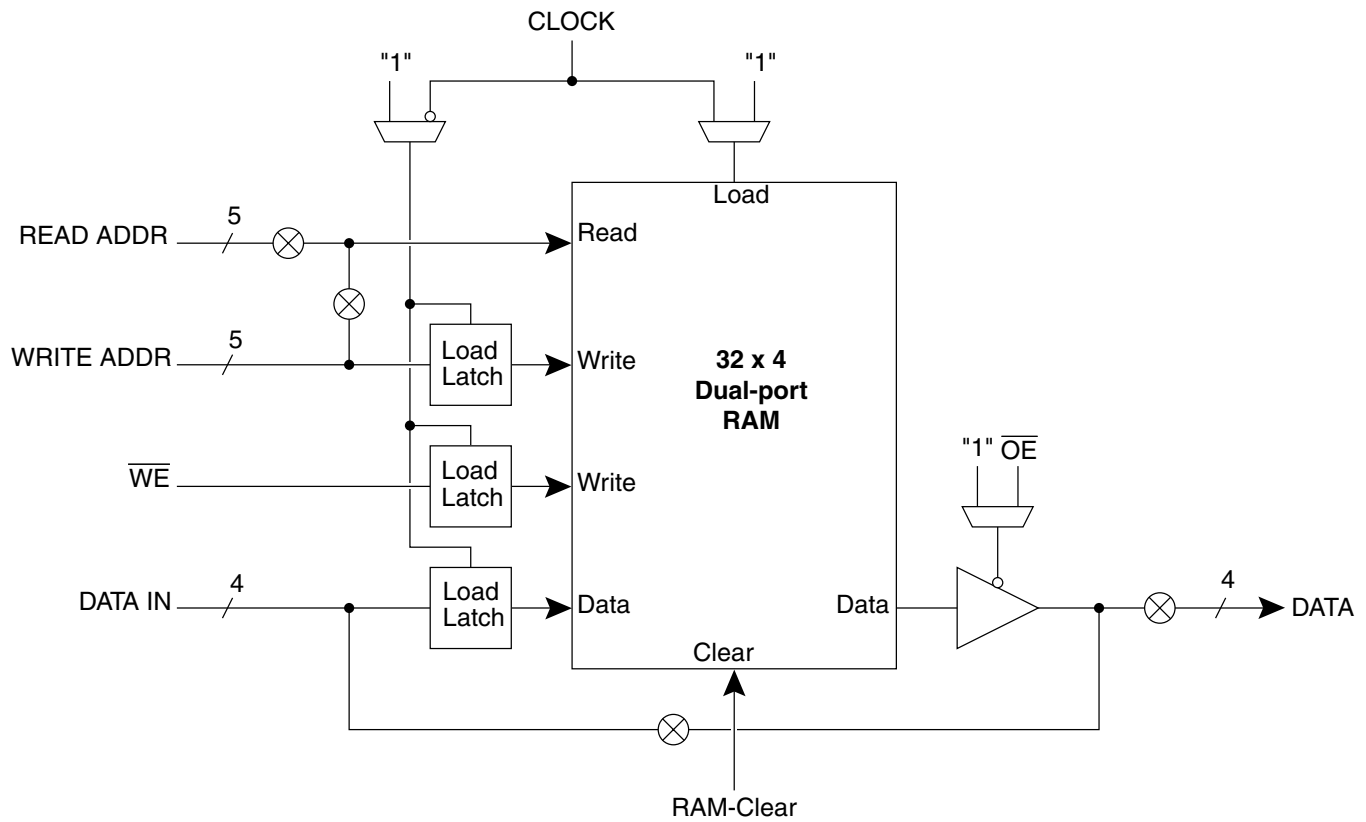 CLOCK
"1" "1"
Load
READ ADDR 5 Read
WRITE ADDR 5 Load Latch Write
32 x 4
Dual-port
RAM
WE Load Latch Write
"1" OE
DATA IN 4 Load Latch Data
Data 4 DATA
Clear
RAM-Clear